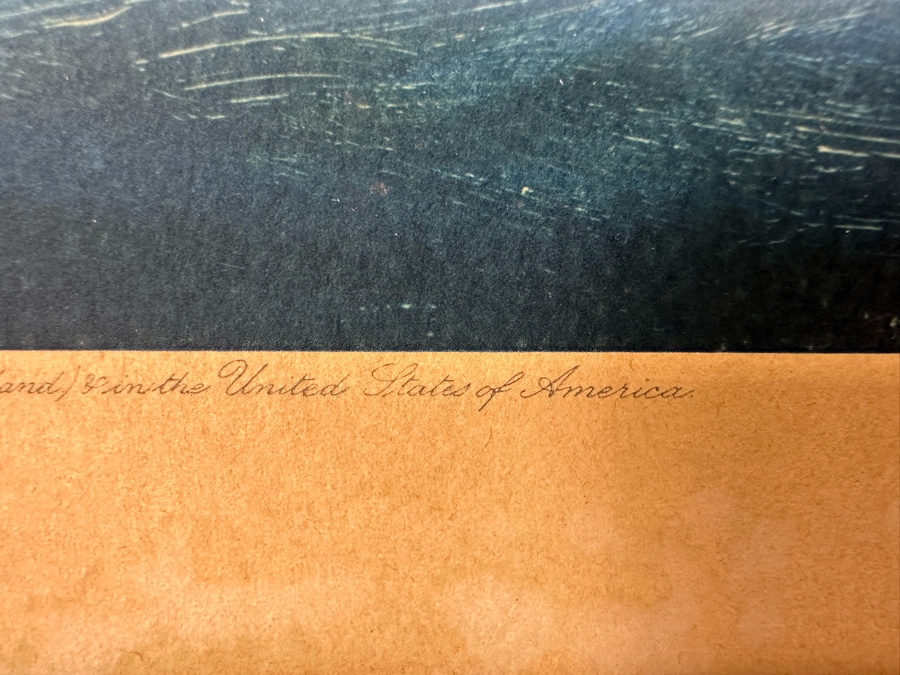 land,) & in the United States of America.